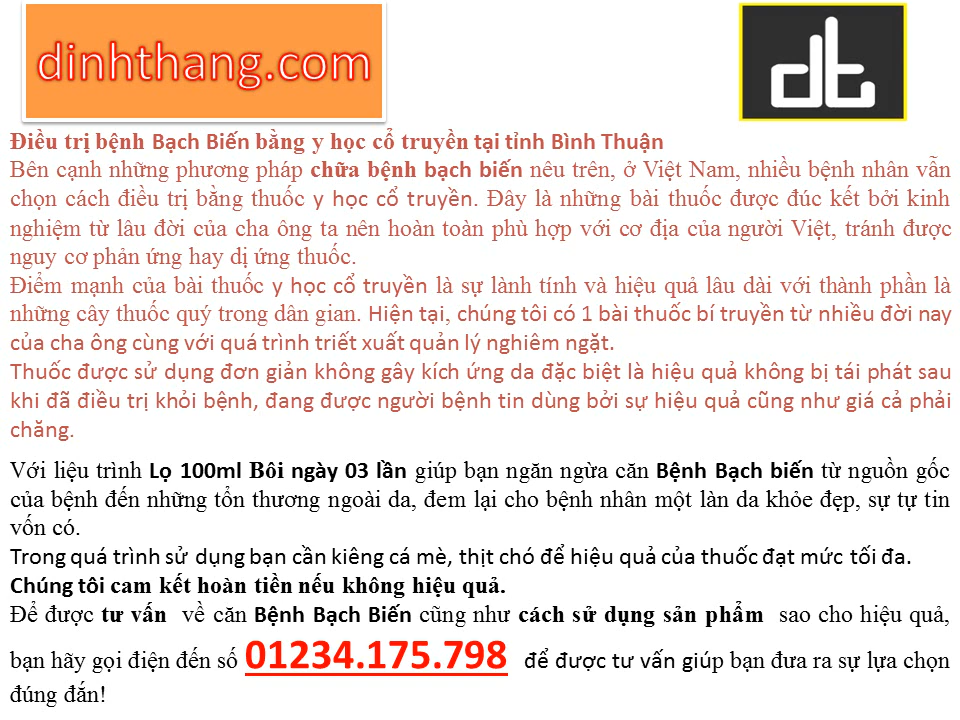 dinhthang.com
dt
Điều trị bệnh Bạch Biến bằng y học cổ truyền tại tỉnh Bình Thuận
Bên cạnh những phương pháp chữa bệnh bạch biến nêu trên, ở Việt Nam, nhiều bệnh nhân vẫn
chọn cách điều trị bằng thuốc y học cổ truyền. Đây là những bài thuốc được đúc kết bởi kinh
nghiệm từ lâu đời của cha ông ta nên hoàn toàn phù hợp với cơ địa của người Việt, tránh được
nguy cơ phản ứng hay dị ứng thuốc.
Điểm mạnh của bài thuốc y học cổ truyền là sự lành tính và hiệu quả lâu dài với thành phần là
những cây thuốc quý trong dân gian. Hiện tại, chúng tôi có 1 bài thuốc bí truyền từ nhiều đời nay
của cha ông cùng với quá trình triết xuất quản lý nghiêm ngặt.
Thuốc được sử dụng đơn giản không gây kích ứng da đặc biệt là hiệu quả không bị tái phát sau
khi đã điều trị khỏi bệnh, đang được người bệnh tin dùng bởi sự hiệu quả cũng như giá cả phải
chăng.
Với liệu trình Lọ 100ml Bôi ngày 03 lần giúp bạn ngăn ngừa căn Bệnh Bạch biến từ nguồn gốc
của bệnh đến những tổn thương ngoài da, đem lại cho bệnh nhân một làn da khỏe đẹp, sự tự tin
vốn có.
Trong quá trình sử dụng bạn cần kiêng cá mè, thịt chó để hiệu quả của thuốc đạt mức tối đa.
Chúng tôi cam kết hoàn tiền nếu không hiệu quả.
Để được tư vấn về căn Bệnh Bạch Biến cũng như cách sử dụng sản phẩm sao cho hiệu quả,
bạn hãy gọi điện đến số 01234.175.798 để được tư vấn giúp bạn đưa ra sự lựa chọn
đúng đắn!